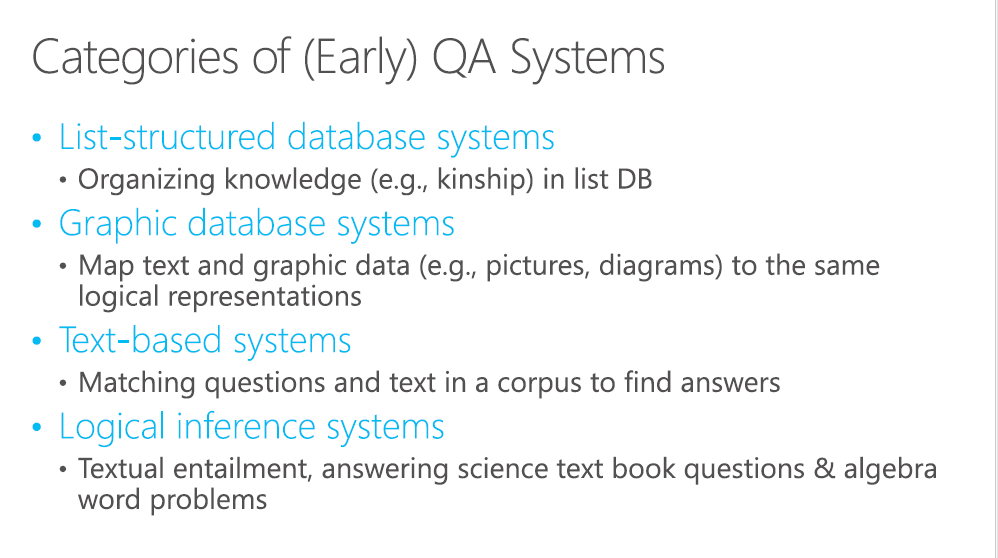 Categories of (Early) QA Systems
• List-structured database systems
• Organizing knowledge (e.g., kinship) in list DB
• Graphic database systems
• Map text and graphic data (e.g., pictures, diagrams) to the same
logical representations
• Text-based systems
• Matching questions and text in a corpus to find answers
• Logical inference systems
• Textual entailment, answering science text book questions & algebra
word problems